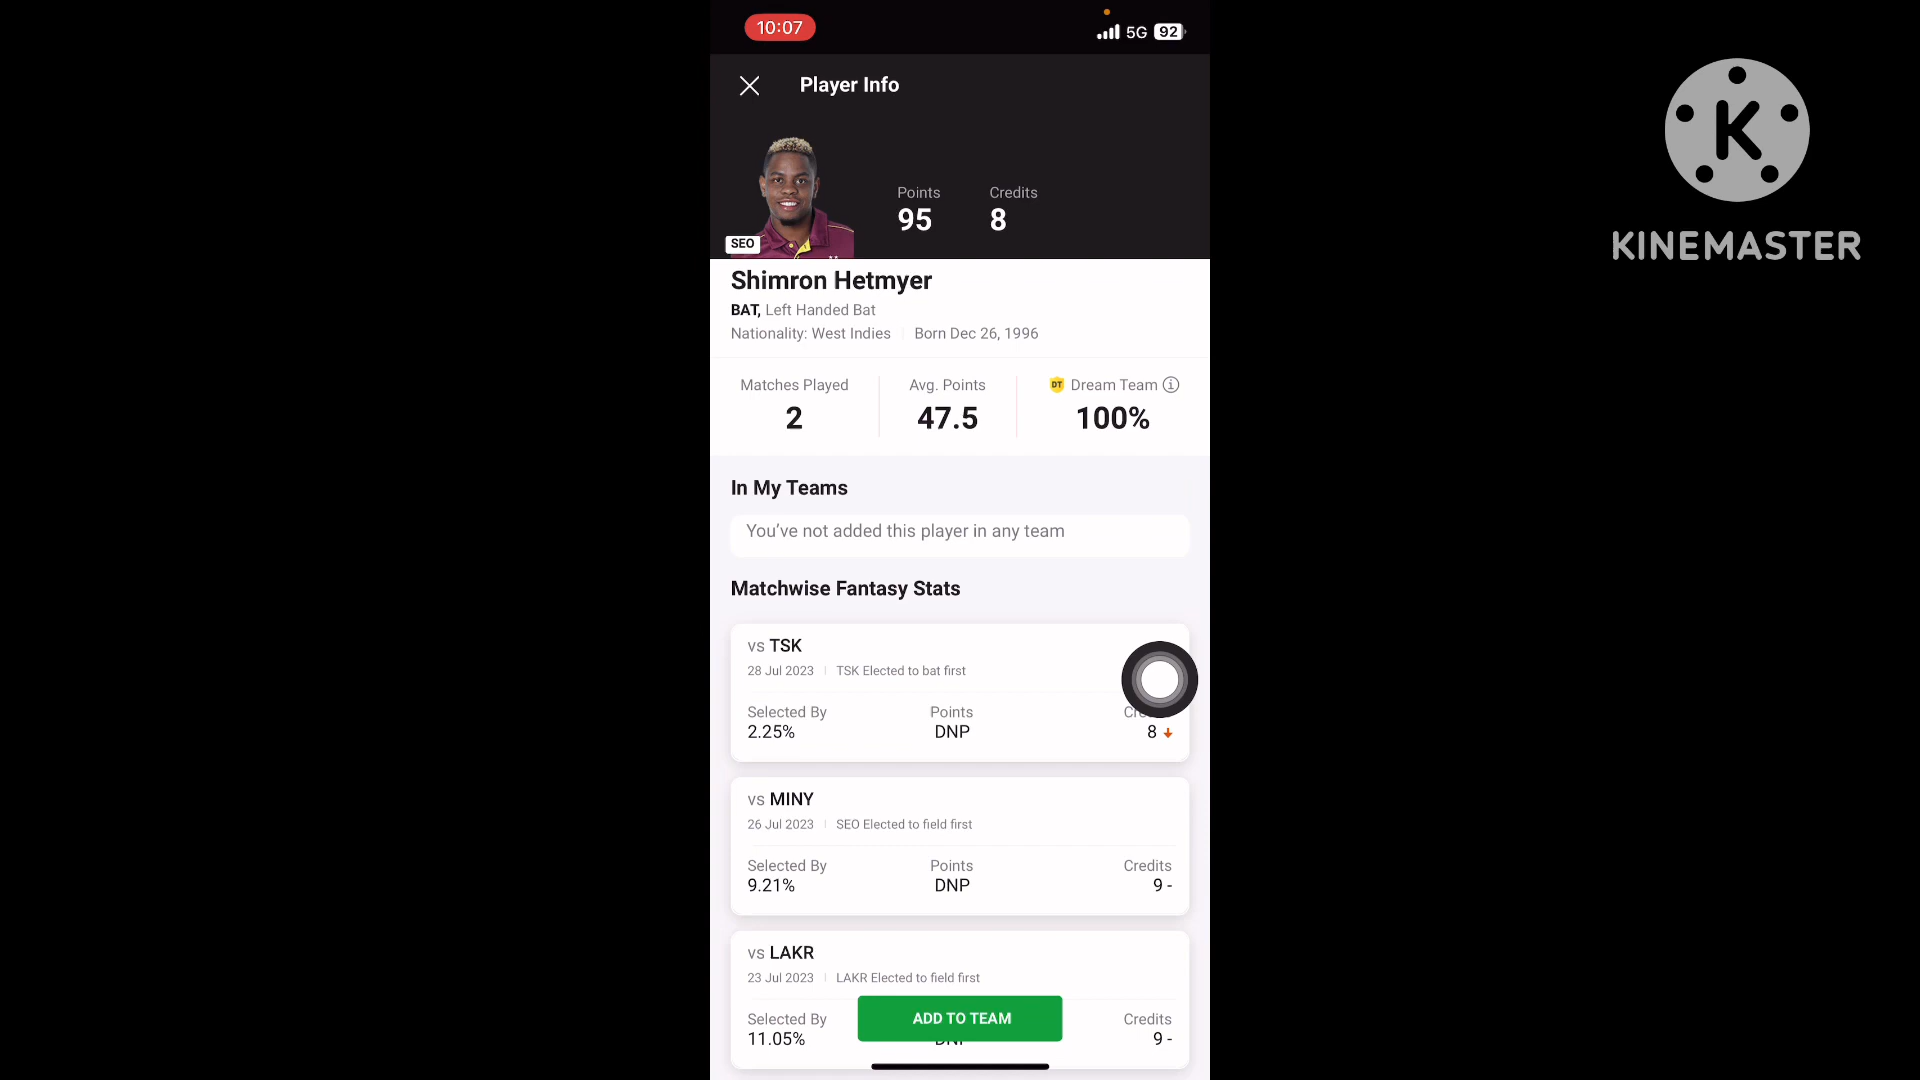 10:07
5G 92
Player Info
K
KINEMASTER
Points Credits
95 8
SEO
Shimron Hetmyer
BAT, Left Handed Bat
Nationality: West Indies Born Dec 26, 1996
Matches Played Avg. Points DT Dream Team
2 47.5 100%
In My Teams
You've not added this player in any team
Matchwise Fantasy Stats
vs TSK
28 Jul 2023 TSK Elected to bat first
Selected By Points
2.25% DNP 8
vs MINY
26 Jul 2023 SEO Elected to field first
Selected By Points Credits
9.21% DNP 9 -
vs LAKR
23 Jul 2023 LAKR Elected to field first
ADD TO TEAM
Selected By Credits
11.05% 9 -